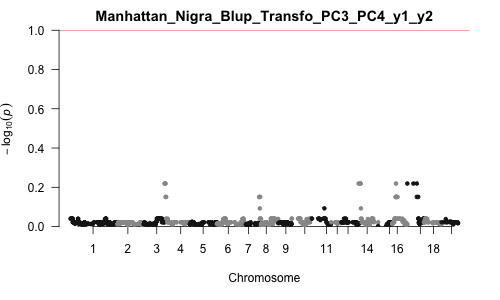 Manhattan_Nigra_Blup_Transfo_PC3_PC4_y1_y2
1.0
0.8
0.6
0.4
0.2
0.0
− log10(p)
1 2 3 4 5 6 7 8 9 11 14 16 18
Chromosome